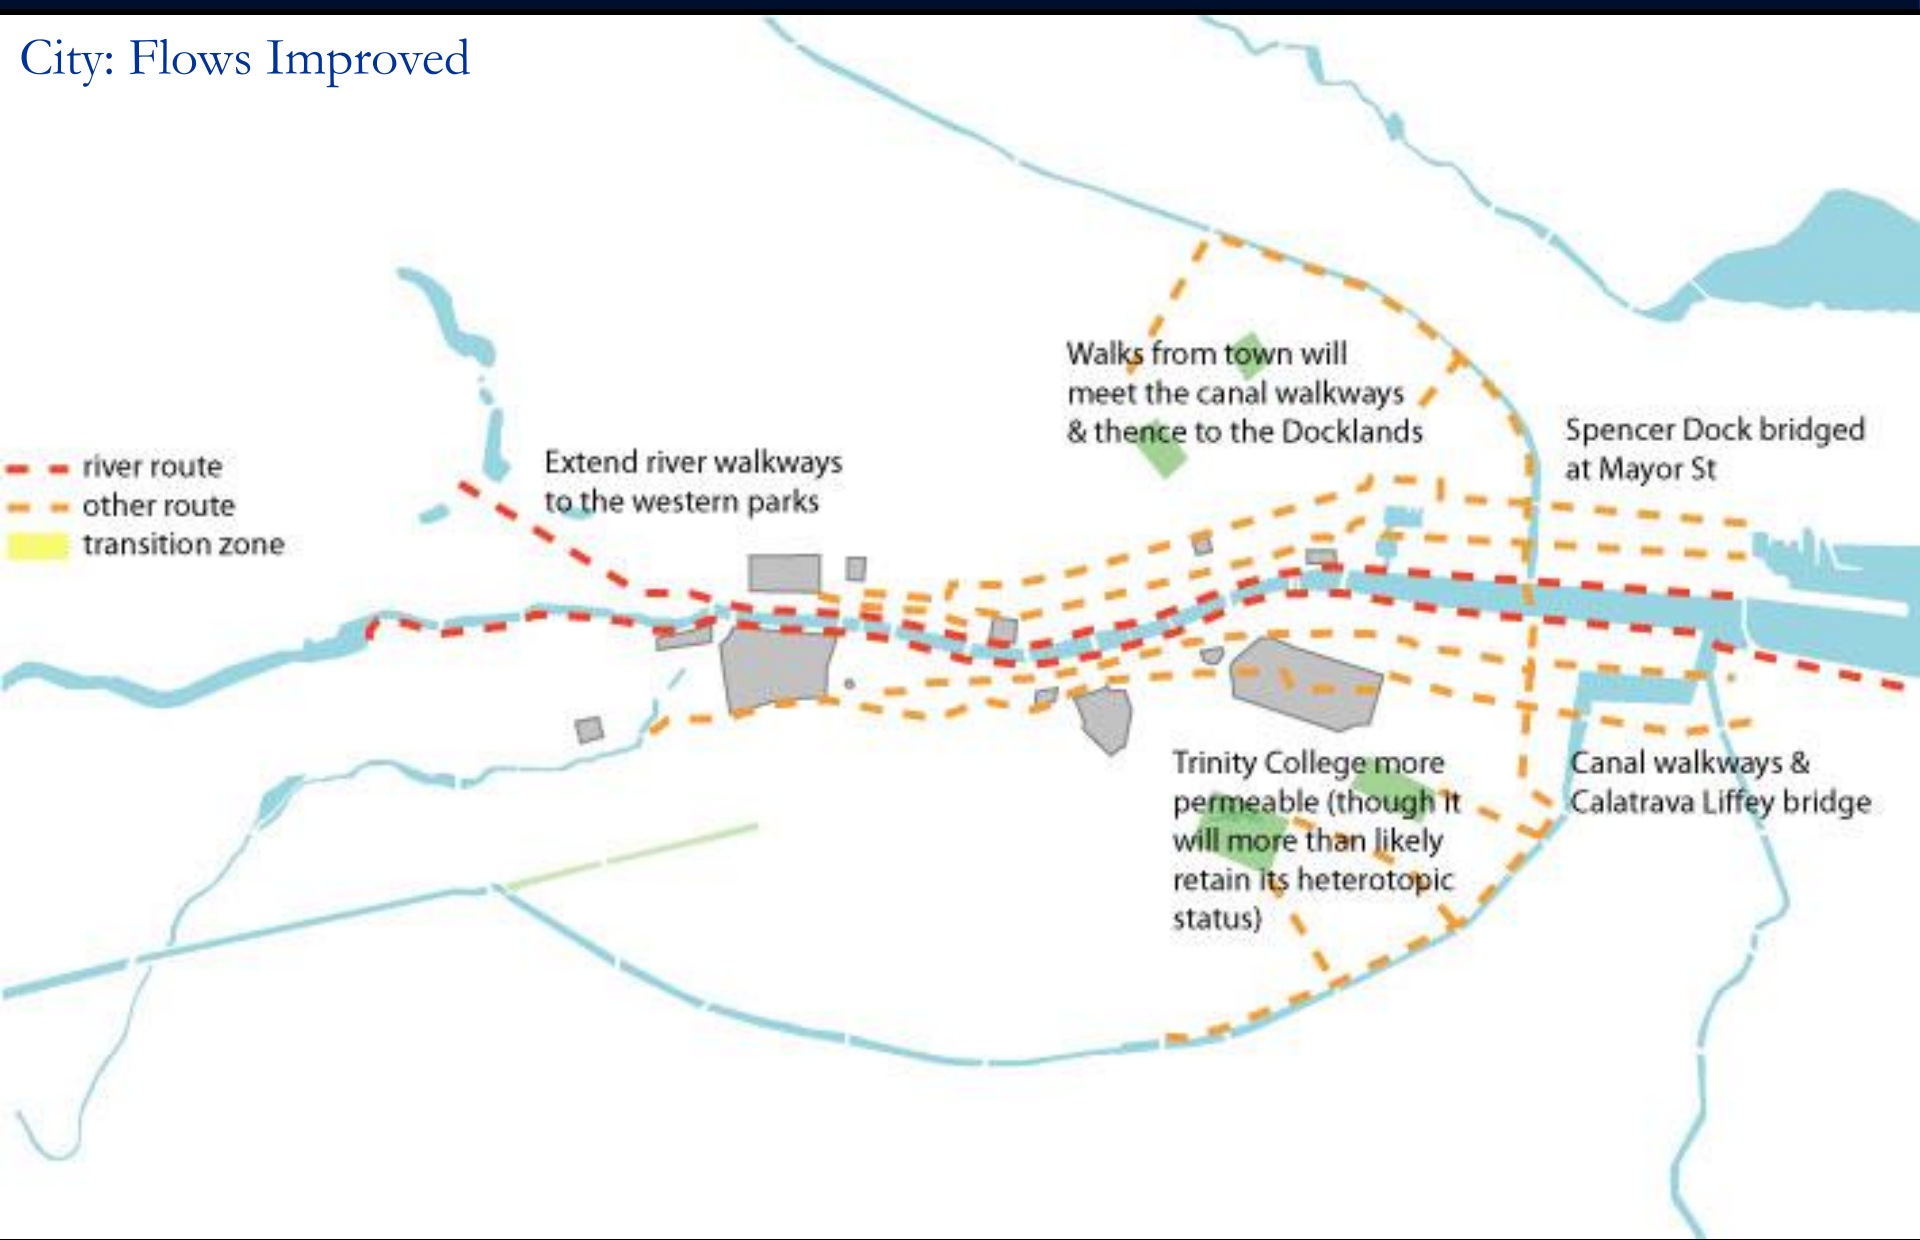 City: Flows Improved
Walks from town will
meet the canal walkways
& thence to the Docklands
Spencer Dock bridged
at Mayor St
river route
other route
transition zone
Extend river walkways
to the western parks
Trinity College more
permeable (though it
will more than likely
retain its heterotopic
status)
Canal walkways &
Calatrava Liffey bridge